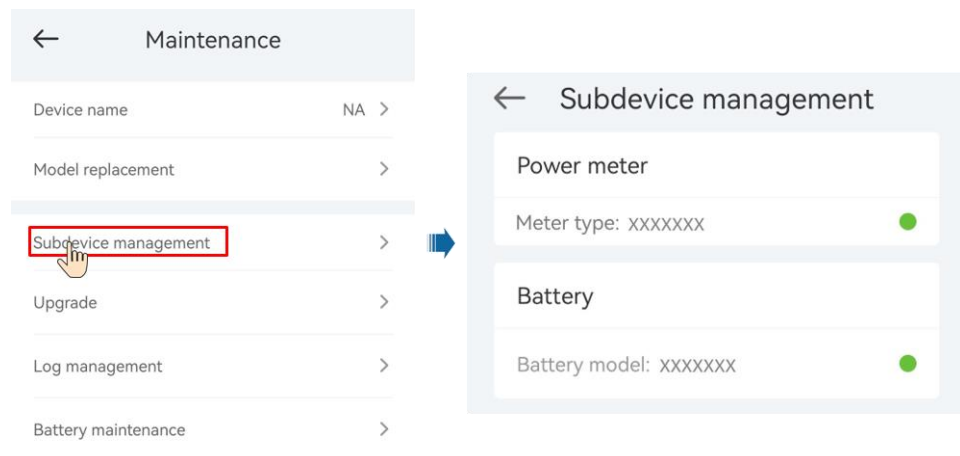 Maintenance
Device name NA
Model replacement
Subdevice management
Upgrade
Log management
Battery maintenance
Subdevice management
Power meter
Meter type: XXXXXXX
Battery
Battery model: XXXXXXX